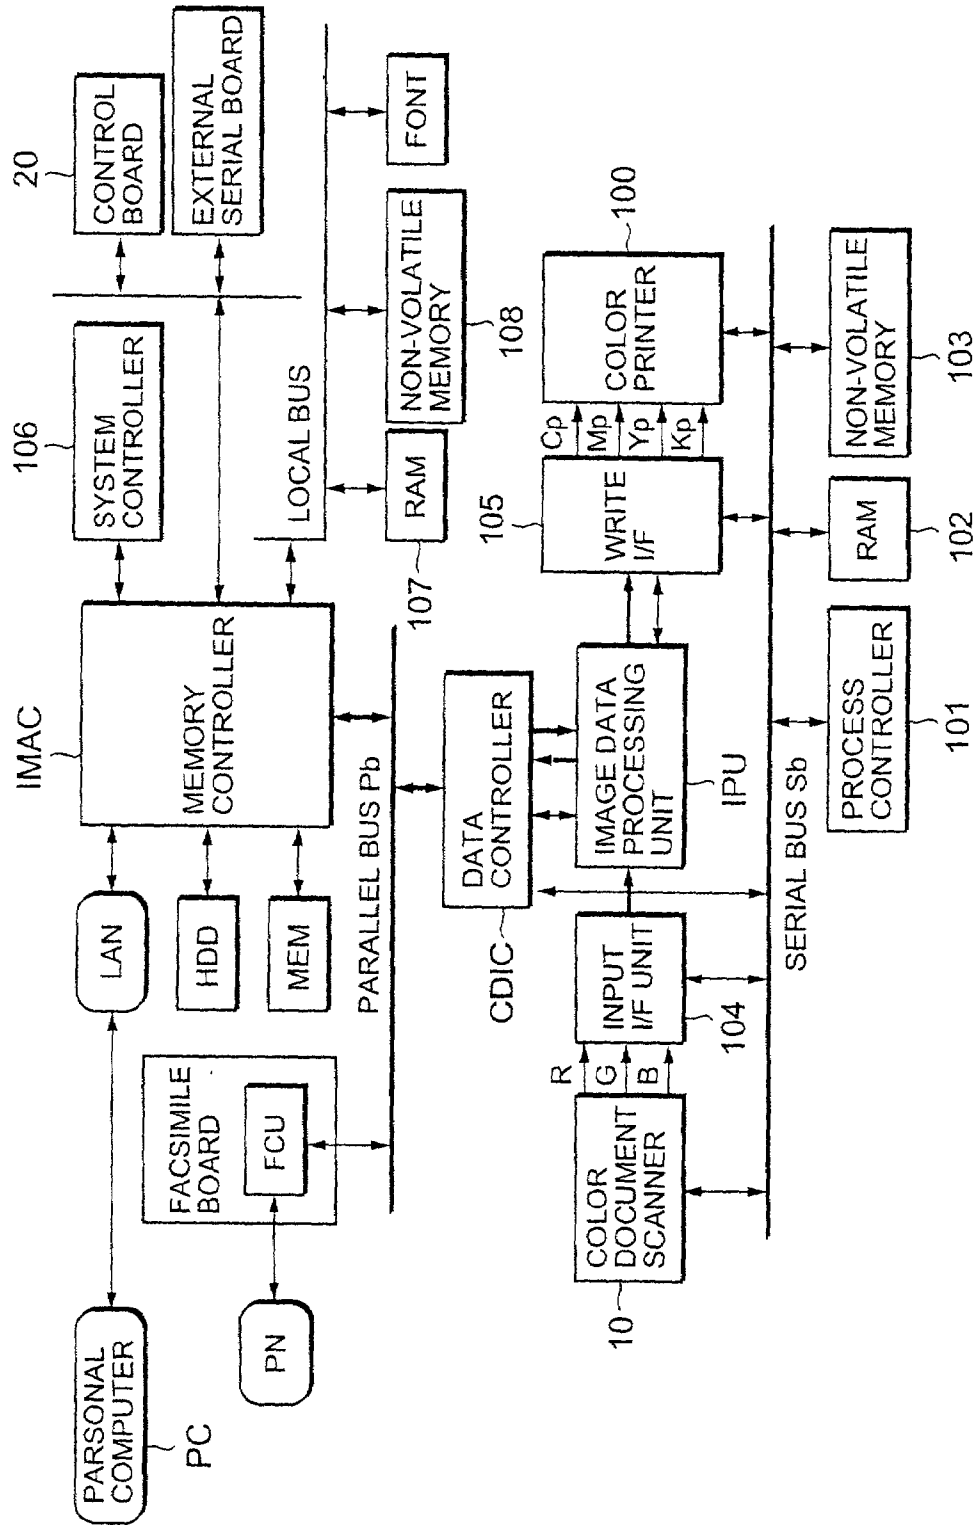 20
CONTROL
BOARD
EXTERNAL
SERIAL BOARD
106
SYSTEM
CONTROLLER
LOCAL BUS
FONT
NON-VOLATILE
MEMORY
108
RAM
107
IMAC
MEMORY
CONTROLLER
LAN
HDD
MEM
PARSONAL
COMPUTER
PC
FACSIMILE
BOARD
FCU
PN
PARALLEL BUS Pb
DATA
CONTROLLER
CDIC
COLOR
DOCUMENT
SCANNER
10
R
G
B
INPUT
I/F UNIT
104
IMAGE DATA
PROCESSING
UNIT
IPU
WRITE
I/F
105
Cp
Mp
Yp
Kp
COLOR
PRINTER
100
SERIAL BUS Sb
PROCESS
CONTROLLER
101
RAM
102
NON-VOLATILE
MEMORY
103